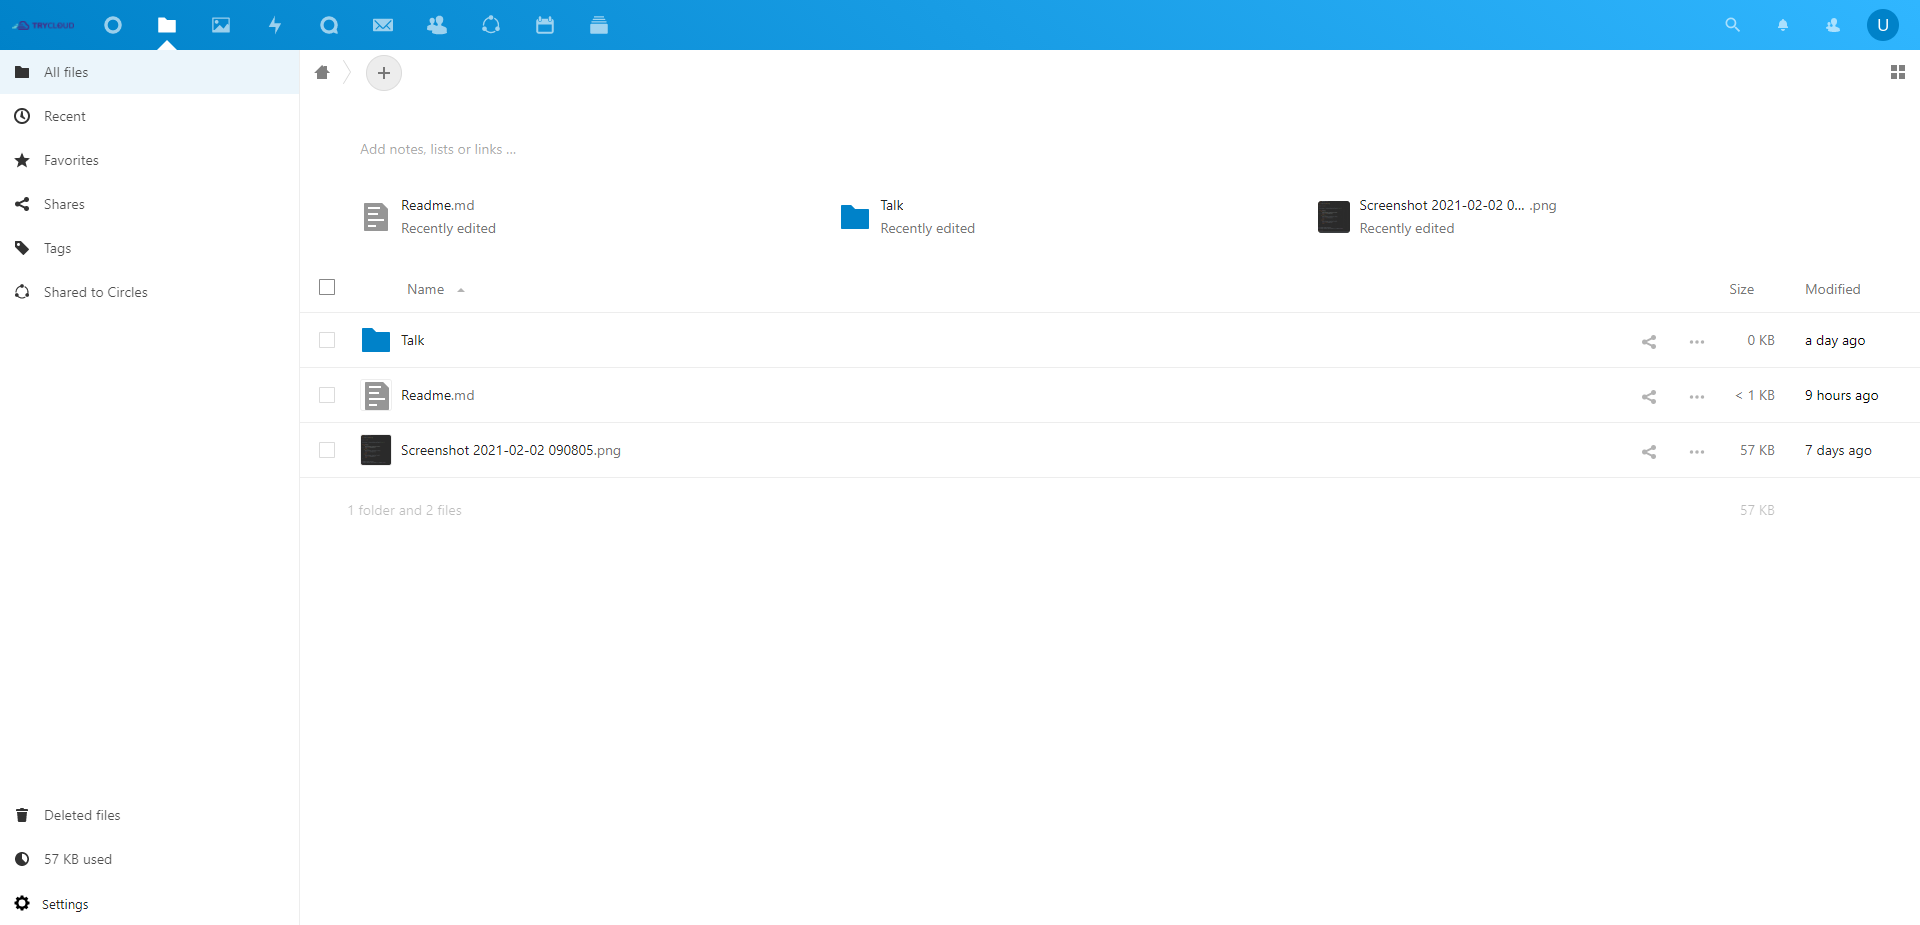 TRYCLOUD
U
All files
Recent
Favorites
Shares
Tags
Shared to Circles
Add notes, lists or links ...
Readme.md
Recently edited
Talk
Recently edited
Screenshot 2021-02-02 0... .png
Recently edited
Name Size Modified
Talk 0 KB a day ago
Readme.md < 1 KB 9 hours ago
Screenshot 2021-02-02 090805.png 57 KB 7 days ago
1 folder and 2 files 57 KB
Deleted files
57 KB used
Settings